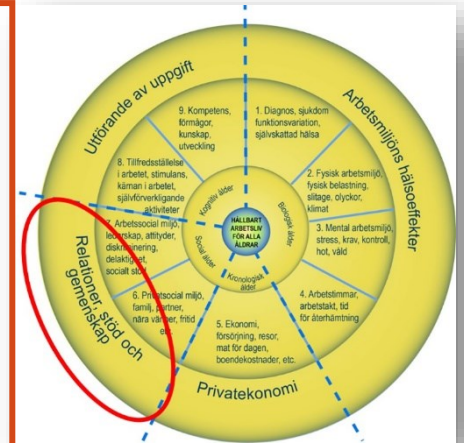 Utförande av uppgift
Arbetsmiljöns hälsoeffekter
9. Kompetens,
förmågor,
kunskap,
utveckling
1. Diagnos, sjukdom
funktionsvariation,
självskattad hälsa
8. Tillfredsställelse
i arbetet, stimulans,
kärnan i arbetet,
självförverkligande
aktiviteter
2. Fysisk arbetsmiljö,
fysisk belastning,
slitage, olyckor,
klimat
Kognitiv ålder
Biologisk ålder
HÅLLBART
ARBETSLIV
FÖR ALLA
ÅLDRAR
7. Arbetssocial miljö,
ledarskap, attityder,
diskriminering,
delaktighet,
socialt stöd
3. Mental arbetsmiljö,
stress, krav, kontroll,
hot, våld
Social ålder
Kronologisk
ålder
Relationer, stöd och
gemenskap
6. Privatsocial miljö,
familj, partner,
nära vänner, fritid
etc.
4. Arbetstimmar,
arbetstakt, tid
för återhämtning
5. Ekonomi,
försörjning, resor,
mat för dagen,
boendekostnader, etc.
Privatekonomi